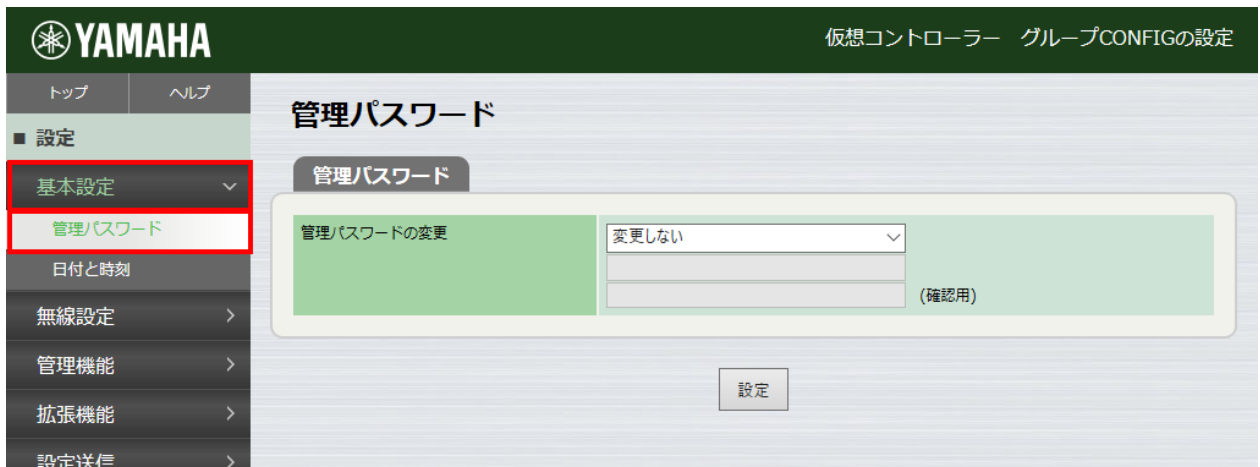 YAMAHA
仮想コントローラー グループCONFIGの設定
トップ ヘルプ
■ 設定
基本設定
管理パスワード
日付と時刻
無線設定
管理機能
拡張機能
設定送信
管理パスワード
管理パスワード
管理パスワードの変更
変更しない
(確認用)
設定